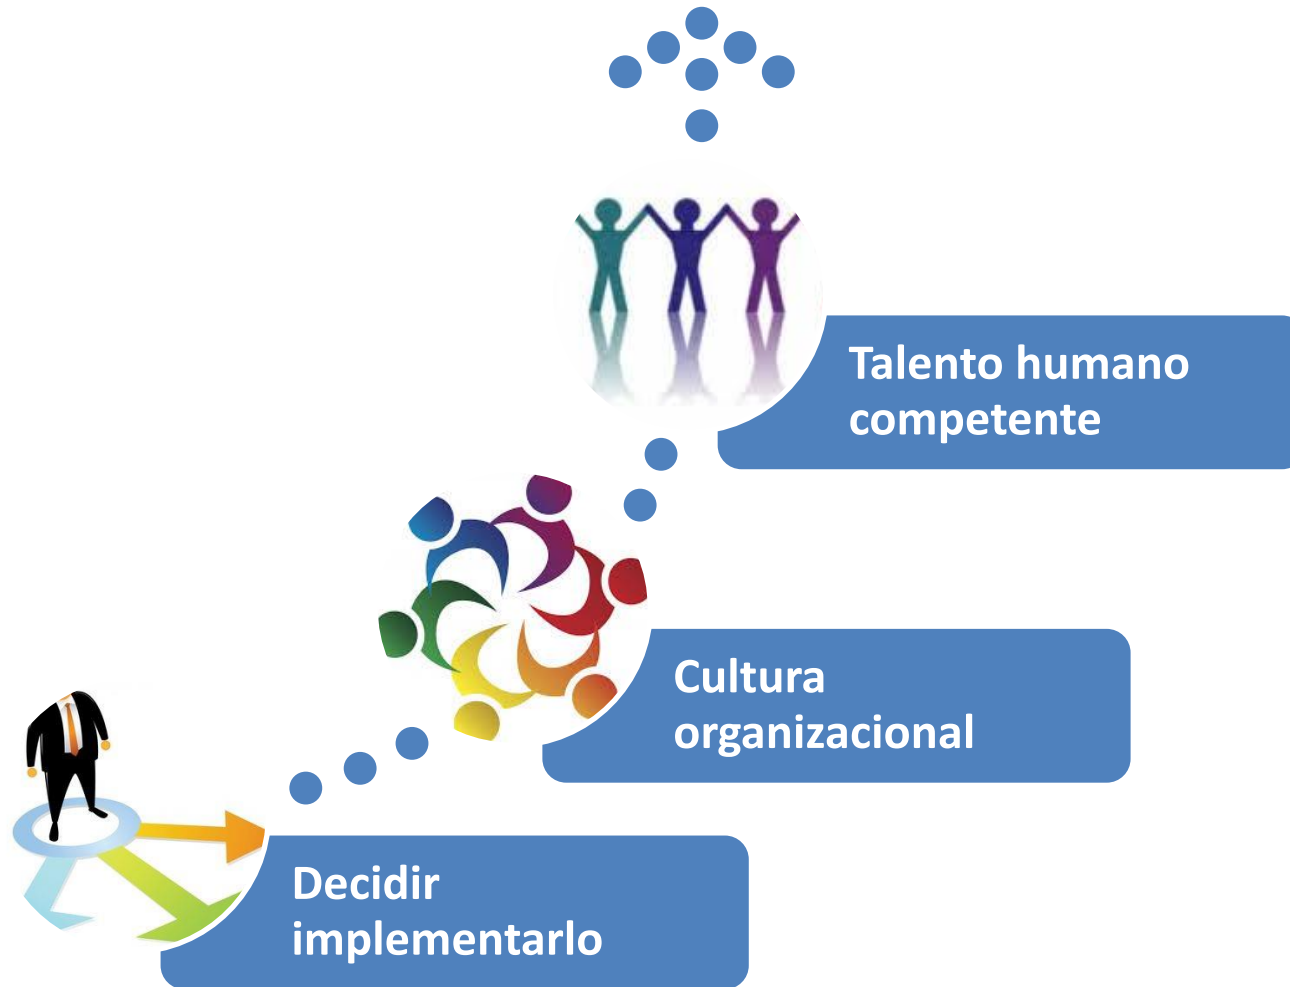 Talento humano
competente
Cultura
organizacional
Decidir
implementarlo